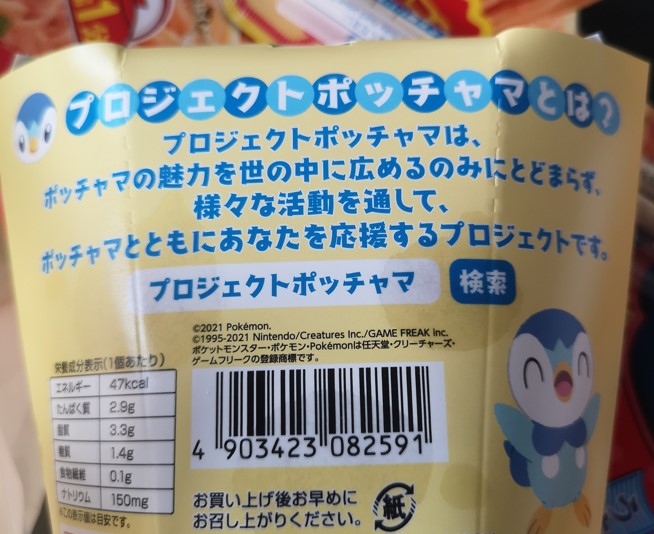 プロジェクトポッチャマとは?
プロジェクトポッチャマは、
ポッチャマの魅力を世の中に広めるのみにとどまらず、
様々な活動を通して、
ポッチャマとともにあなたを応援するプロジェクトです。
プロジェクトポッチャマ 検索
©2021 Pokémon.
©1995-2021 Nintendo/Creatures Inc./GAME FREAK inc.
ポケットモンスター・ポケモン・Pokémonは任天堂・クリーチャーズ・
ゲームフリークの登録商標です。
栄養成分表示(1個あたり)
エネルギー 47kcal
たんぱく質 2.9g
脂質 3.3g
糖質 1.4g
食物繊維 0.1g
ナトリウム 150mg
※この表示値は目安です。
4 903423 082591
お買い上げ後お早めに
お召し上がりください。
紙